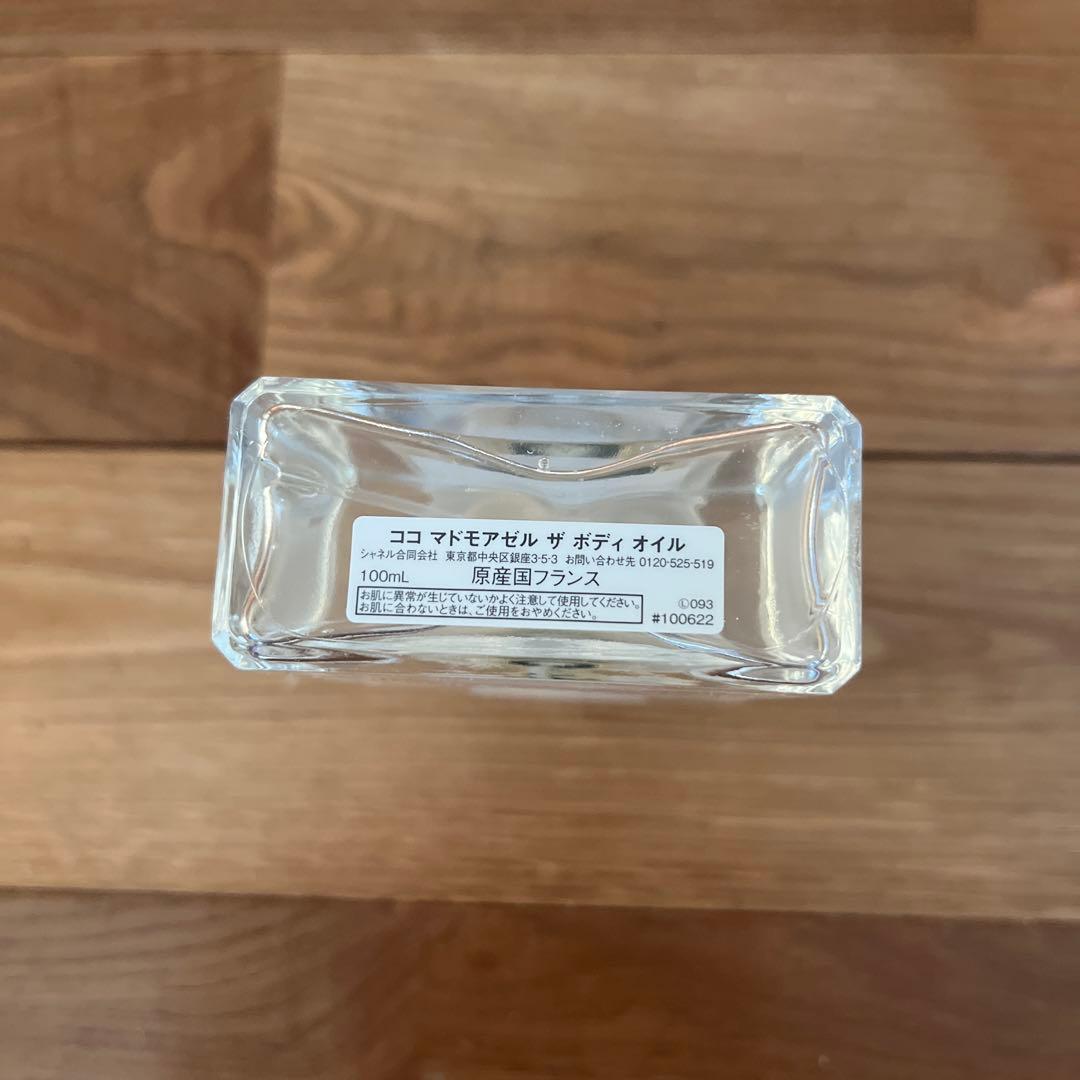 ココ マドモアゼル ザ ボディ オイル
シャネル合同会社 東京都中央区銀座3-5-3 お問い合わせ先 0120-525-519
100mL 原産国フランス
お肌に異常が生じていないかよく注意して使用してください。
お肌に合わないときは、ご使用をおやめください。
Ⓛ093
#100622